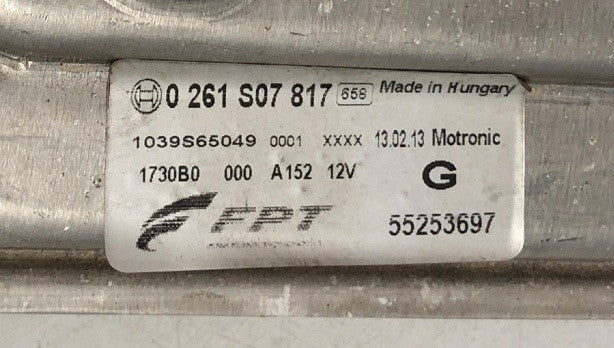 0 261 S07 817 658 Made in Hungary
1039S65049 0001 XXXX 13.02.13 Motronic
1730B0 000 A152 12V G
FPT 55253697